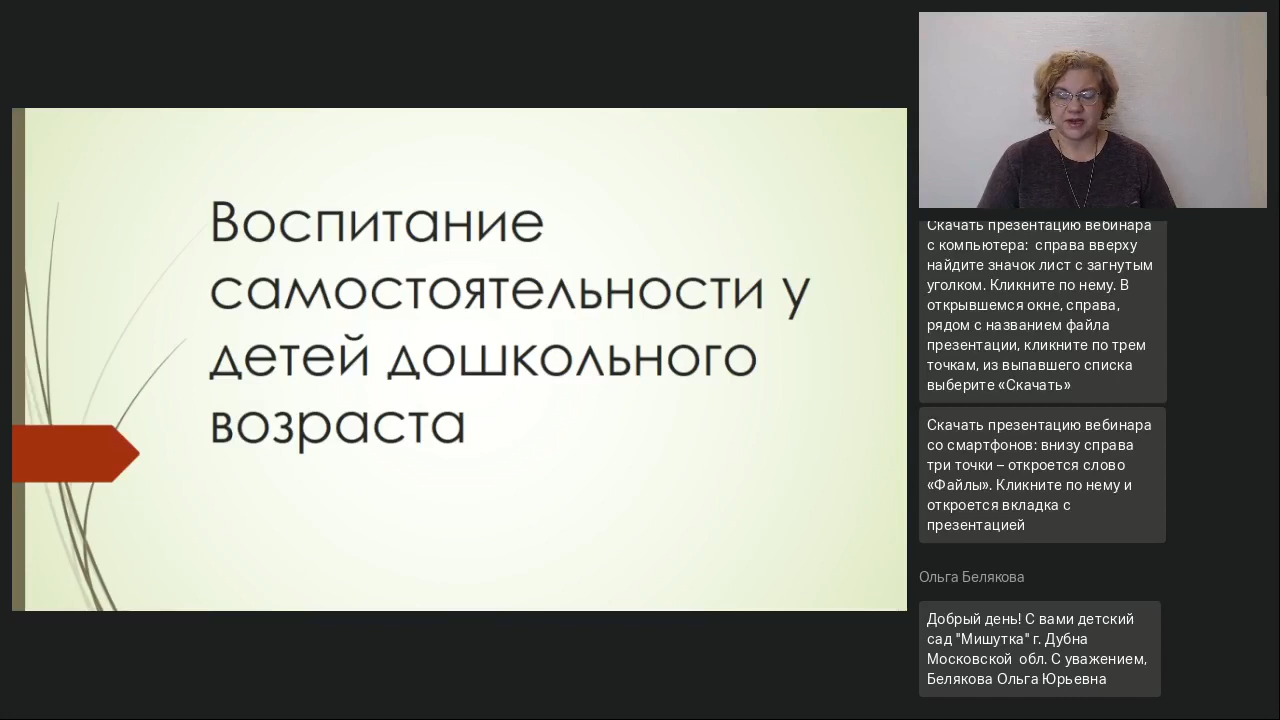 Воспитание
самостоятельности у
детей дошкольного
возраста
Скачать презентацию вебинара
с компьютера:  справа вверху
найдите значок лист с загнутым
уголком. Кликните по нему. В
открывшемся окне, справа,
рядом с названием файла
презентации, кликните по трем
точкам, из выпавшего списка
выберите «Скачать»
Скачать презентацию вебинара
со смартфонов: внизу справа
три точки – откроется слово
«Файлы». Кликните по нему и
откроется вкладка с
презентацией
Ольга Белякова
Добрый день! С вами детский
сад "Мишутка" г. Дубна
Московской  обл. С уважением,
Белякова Ольга Юрьевна